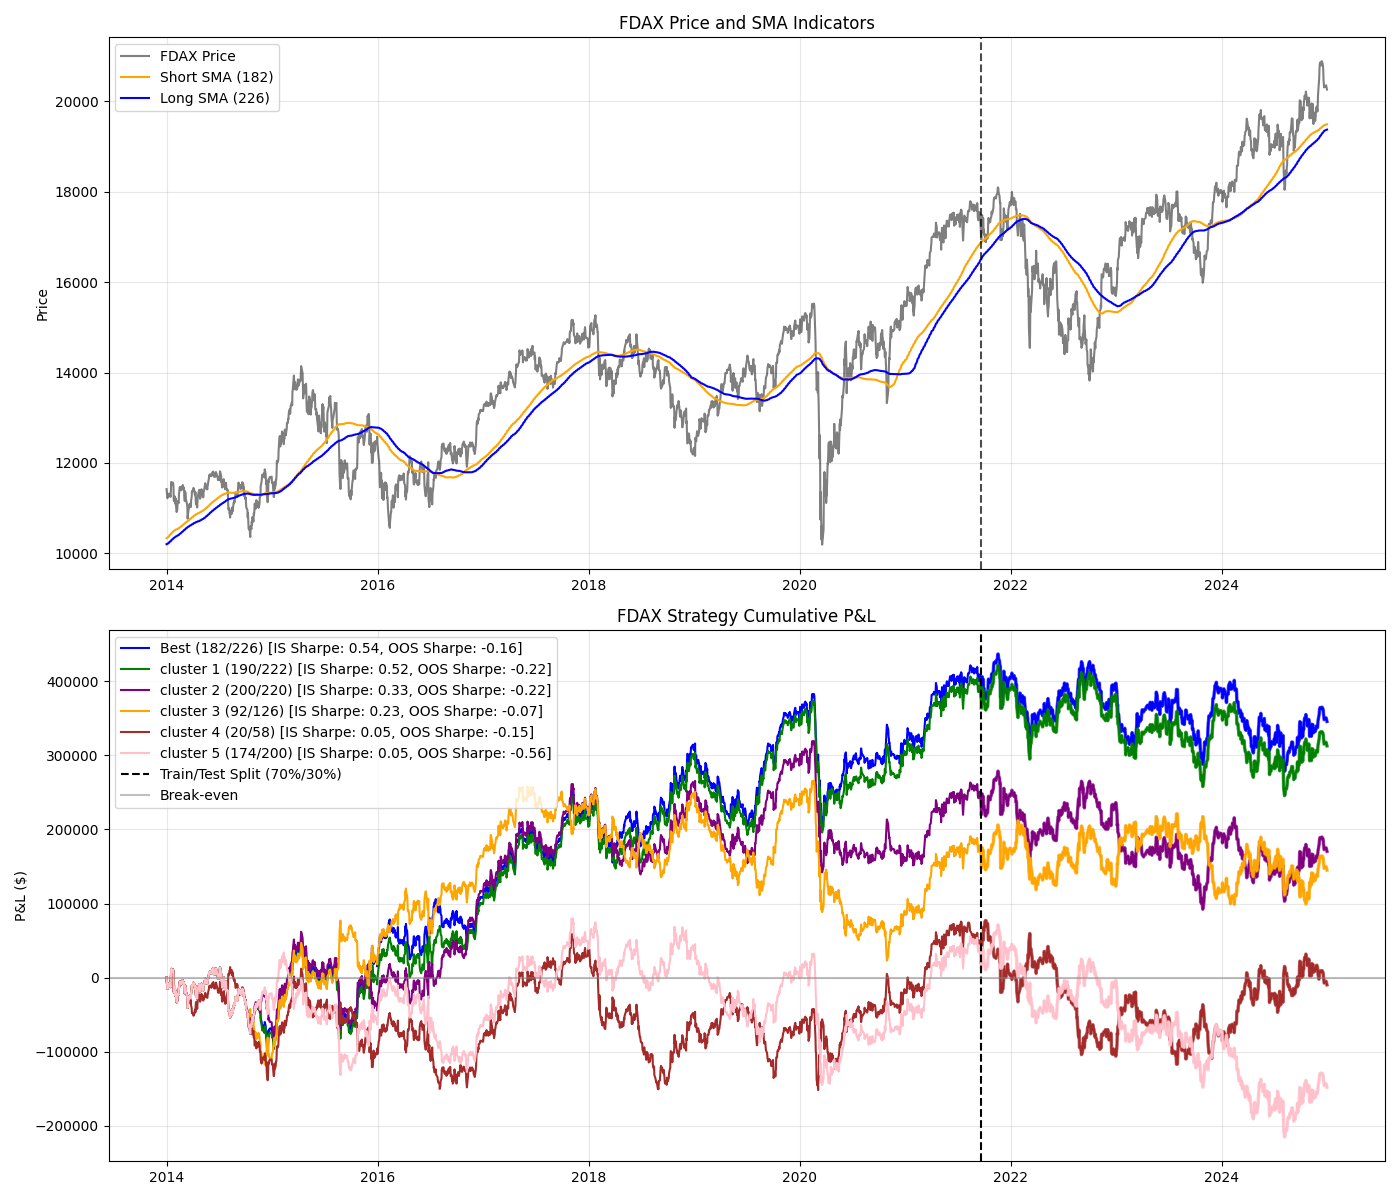 FDAX Price and SMA Indicators
FDAX Price
Short SMA (182)
Long SMA (226)
Price
20000
18000
16000
14000
12000
10000
2014
2016
2018
2020
2022
2024
FDAX Strategy Cumulative P&L
Best (182/226) [IS Sharpe: 0.54, OOS Sharpe: -0.16]
cluster 1 (190/222) [IS Sharpe: 0.52, OOS Sharpe: -0.22]
cluster 2 (200/220) [IS Sharpe: 0.33, OOS Sharpe: -0.22]
cluster 3 (92/126) [IS Sharpe: 0.23, OOS Sharpe: -0.07]
cluster 4 (20/58) [IS Sharpe: 0.05, OOS Sharpe: -0.15]
cluster 5 (174/200) [IS Sharpe: 0.05, OOS Sharpe: -0.56]
Train/Test Split (70%/30%)
Break-even
P&L ($)
400000
300000
200000
100000
0
−100000
−200000
2014
2016
2018
2020
2022
2024